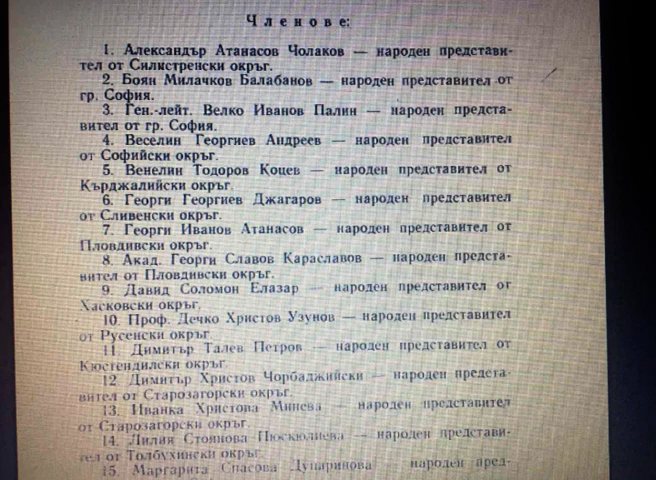 Членове:
1. Александър Атанасов Чолаков — народен представи-
тел от Силистренски окръг.
2. Боян Милачков Балабанов — народен представител от
гр. София.
3. Ген.-лейт. Велко Иванов Палин — народен предста-
вител от гр. София.
4. Веселин Георгиев Андреев — народен представител
от Софийски окръг.
5. Венелин Тодоров Коцев — народен представител от
Кърджалийски окръг.
6. Георги Георгиев Джагаров — народен представител
от Сливенски окръг.
7. Георги Иванов Атанасов — народен представител от
Пловдивски окръг.
8. Акад. Георги Славов Караславов — народен предста-
вител от Пловдивски окръг.
9. Давид Соломон Елазар — народен представител от
Хасковски окръг.
10. Проф. Дечко Христов Узунов — народен представител
от Русенски окръг.
11. Димитър Талев Петров — народен представител от
Кюстендилски окръг.
12. Димитър Христов Чорбаджийски — народен предста-
вител от Старозагорски окръг.
13. Иванка Христова Минева — народен представител
от Старозагорски окръг.
14. Лилия Стоянова Пюскюлиева — народен представи-
тел от Толбухински окръг.
15. Маргарита Спасова Дупаринова — народен пред-